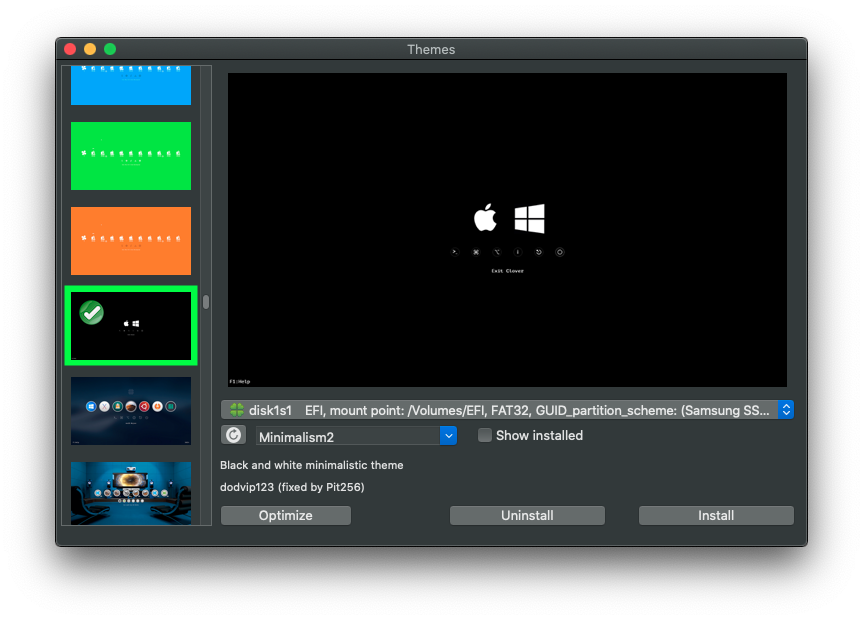 Themes
Exit Clover
F1:Help
disk1s1 EFI, mount point: /Volumes/EFI, FAT32, GUID_partition_scheme: (Samsung SS...
Minimalism2
Show installed
Black and white minimalistic theme
dodvip123 (fixed by Pit256)
Optimize
Uninstall
Install